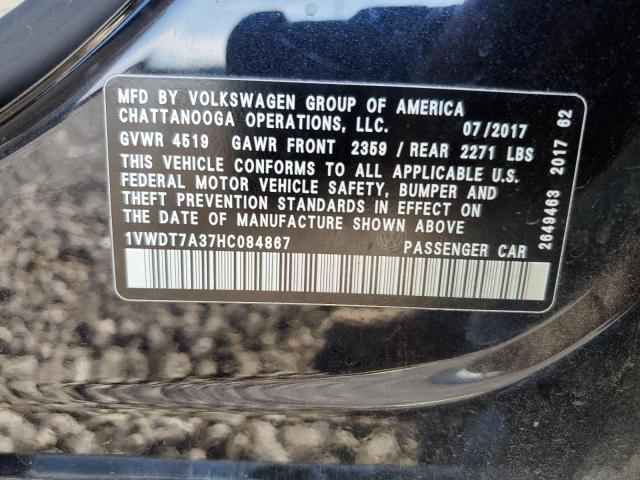 MFD BY VOLKSWAGEN GROUP OF AMERICA
CHATTANOOGA OPERATIONS, LLC. 07/2017
GVWR 4519 GAWR FRONT 2359 / REAR 2271 LBS
THIS VEHICLE CONFORMS TO ALL APPLICABLE U.S.
FEDERAL MOTOR VEHICLE SAFETY, BUMPER AND
THEFT PREVENTION STANDARDS IN EFFECT ON
THE DATE OF MANUFACTURE SHOWN ABOVE
1VWDT7A37HC084867 PASSENGER CAR
2649463 2017 62